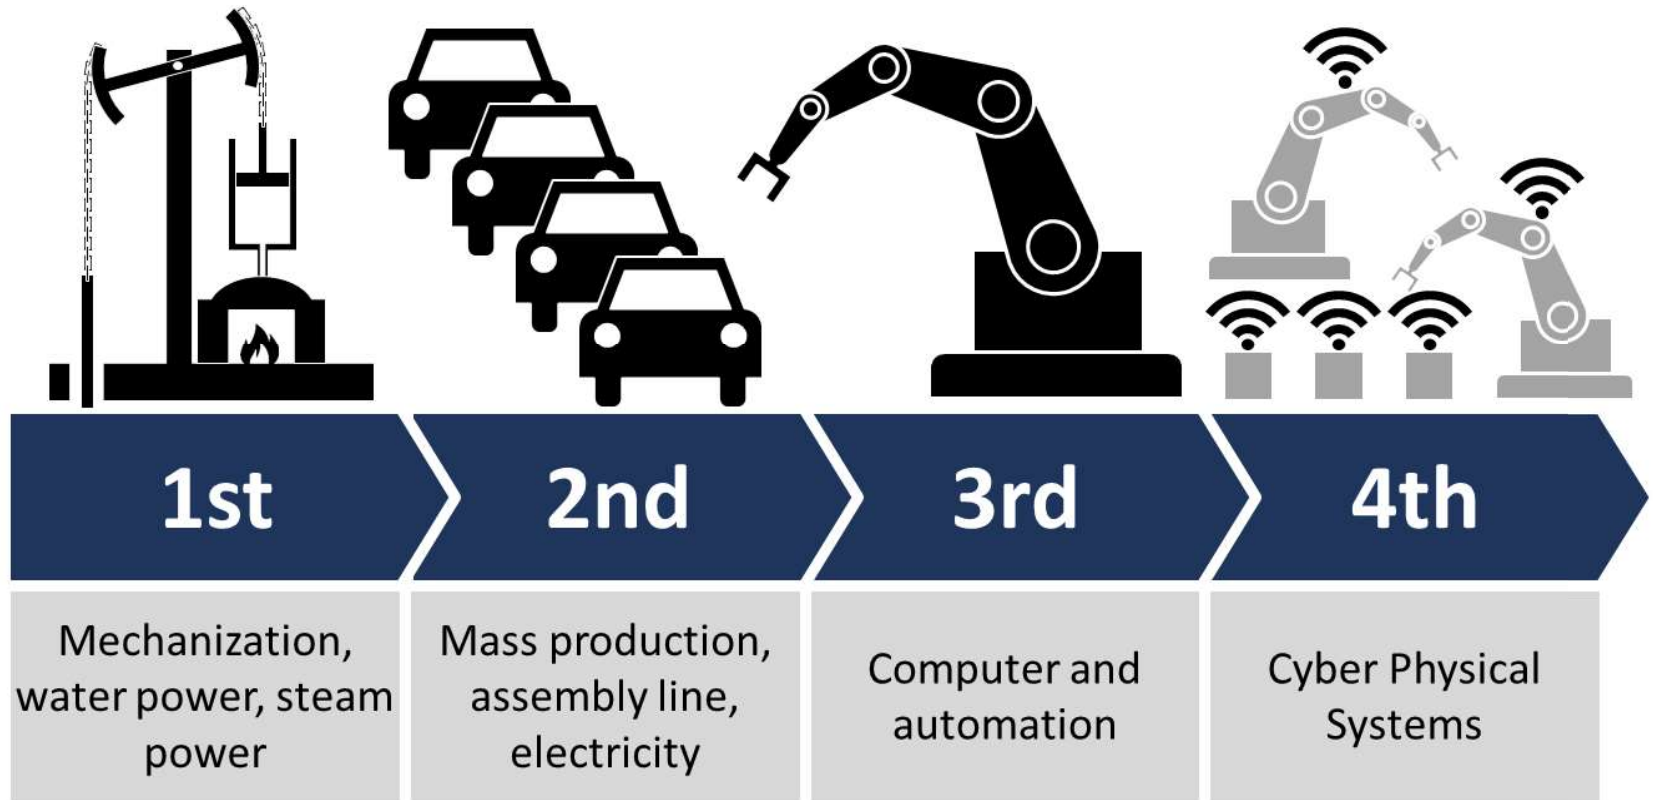 1st
2nd
3rd
4th
Mechanization,
water power, steam
power
Mass production,
assembly line,
electricity
Computer and
automation
Cyber Physical
Systems